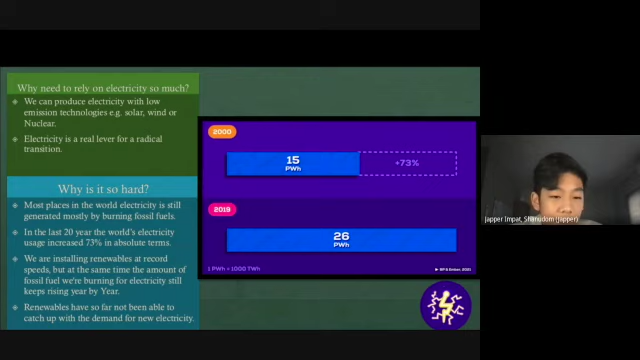 Why need to rely on electricity so much?
We can produce electricity with low
emission technologies e.g. solar, wind or
Nuclear.
Electricity is a real lever for a radical
transition.
Why is it so hard?
Most places in the world electricity is still
generated mostly by burning fossil fuels.
In the last 20 year the world's electricity
usage increased 73% in absolute terms.
We are installing renewables at record
speeds, but at the same time the amount of
fossil fuel we're burning for electricity still
keeps rising year by Year.
Renewables have so far not been able to
catch up with the demand for new electricity.
2000
15
PWh
+73%
2019
26
PWh
1 PWh = 1000 TWh
▶ BP & Ember, 2021
Japper Impat, Shinudom (Japper)